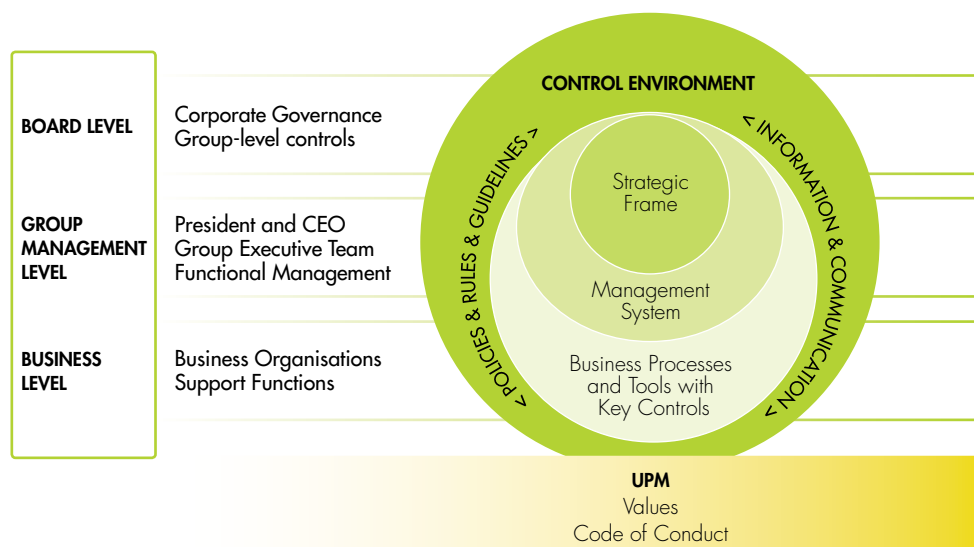 CONTROL ENVIRONMENT
BOARD LEVEL
Corporate Governance
Group-level controls
< POLICIES & RULES & GUIDELINES >
< INFORMATION & COMMUNICATION >
Strategic
Frame
GROUP
MANAGEMENT
LEVEL
President and CEO
Group Executive Team
Functional Management
Management
System
BUSINESS
LEVEL
Business Organisations
Support Functions
Business Processes
and Tools with
Key Controls
UPM
Values
Code of Conduct